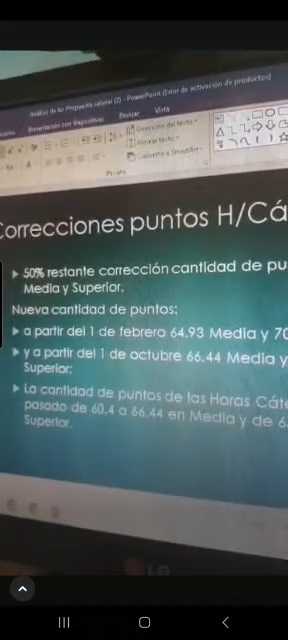 Análisis de las Propuesta salarial (2) - PowerPoint (Error de activación de productos)
Presentación con diapositivas Revisar Vista
Dirección del texto
Alinear texto
Convertir a SmartArt
Párrafo
Correcciones puntos H/Cá
50% restante corrección cantidad de pu
Media y Superior.
Nueva cantidad de puntos:
a partir del 1 de febrero 64.93 Media y 70
y a partir del 1 de octubre 66.44 Media y
Superior;
La cantidad de puntos de las Horas Cáte
pasado de 60,4 a 66.44 en Media y de 6
Superior.
LG